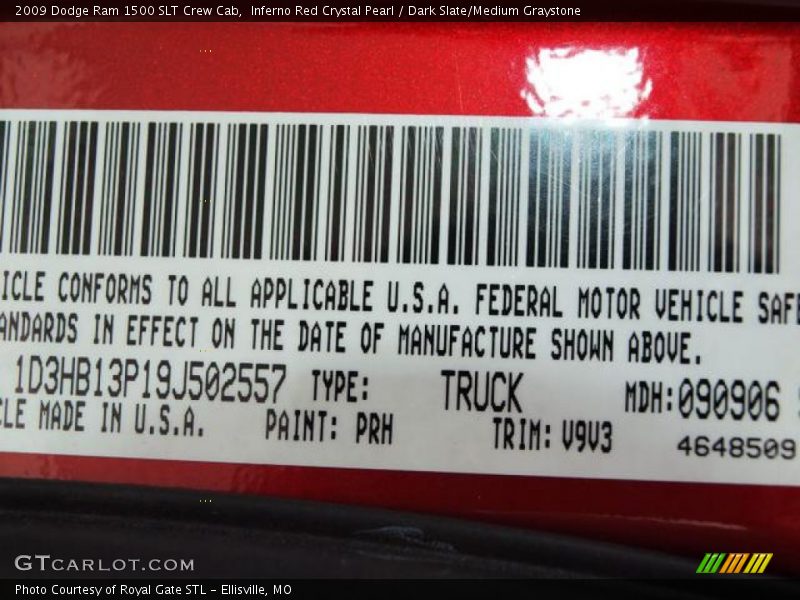 2009 Dodge Ram 1500 SLT Crew Cab,  Inferno Red Crystal Pearl / Dark Slate/Medium Graystone
ICLE CONFORMS TO ALL APPLICABLE U.S.A. FEDERAL MOTOR VEHICLE SAFE
ANDARDS IN EFFECT ON THE DATE OF MANUFACTURE SHOWN ABOVE.
1D3HB13P19J502557 TYPE: TRUCK MDH:090906
CLE MADE IN U.S.A. PAINT: PRH TRIM: V9V3 4648509
GTCARLOT.COM
Photo Courtesy of Royal Gate STL - Ellisville, MO